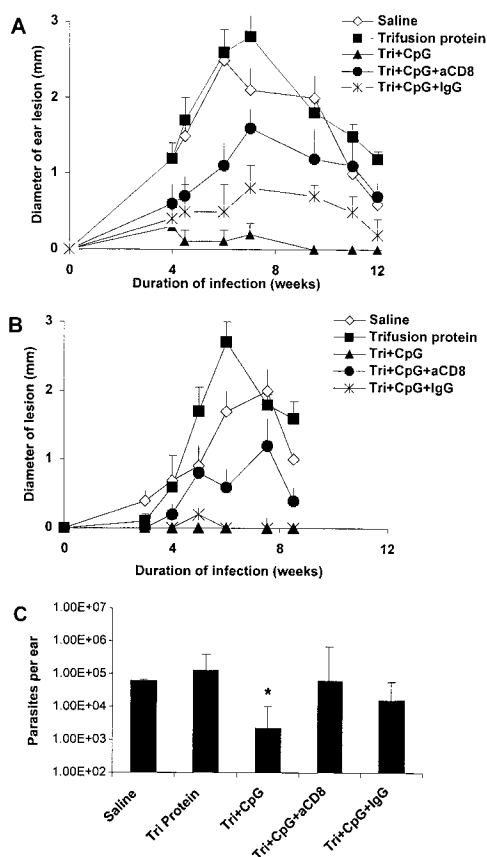 A
3
2
1
0
0
4
8
12
Diameter of ear lesion (mm)
Duration of infection (weeks)
Saline
Trifusion protein
Tri+CpG
Tri+CpG+aCD8
Tri+CpG+IgG
B
3
2
1
0
0
4
8
12
Diameter of lesion (mm)
Duration of infection (weeks)
Saline
Trifusion protein
Tri+CpG
Tri+CpG+aCD8
Tri+CpG+IgG
C
1.00E+07
1.00E+06
1.00E+05
1.00E+04
1.00E+03
1.00E+02
Parasites per ear
*
Saline
Tri Protein
Tri+CpG
Tri+CpG+aCD8
Tri+CpG+IgG